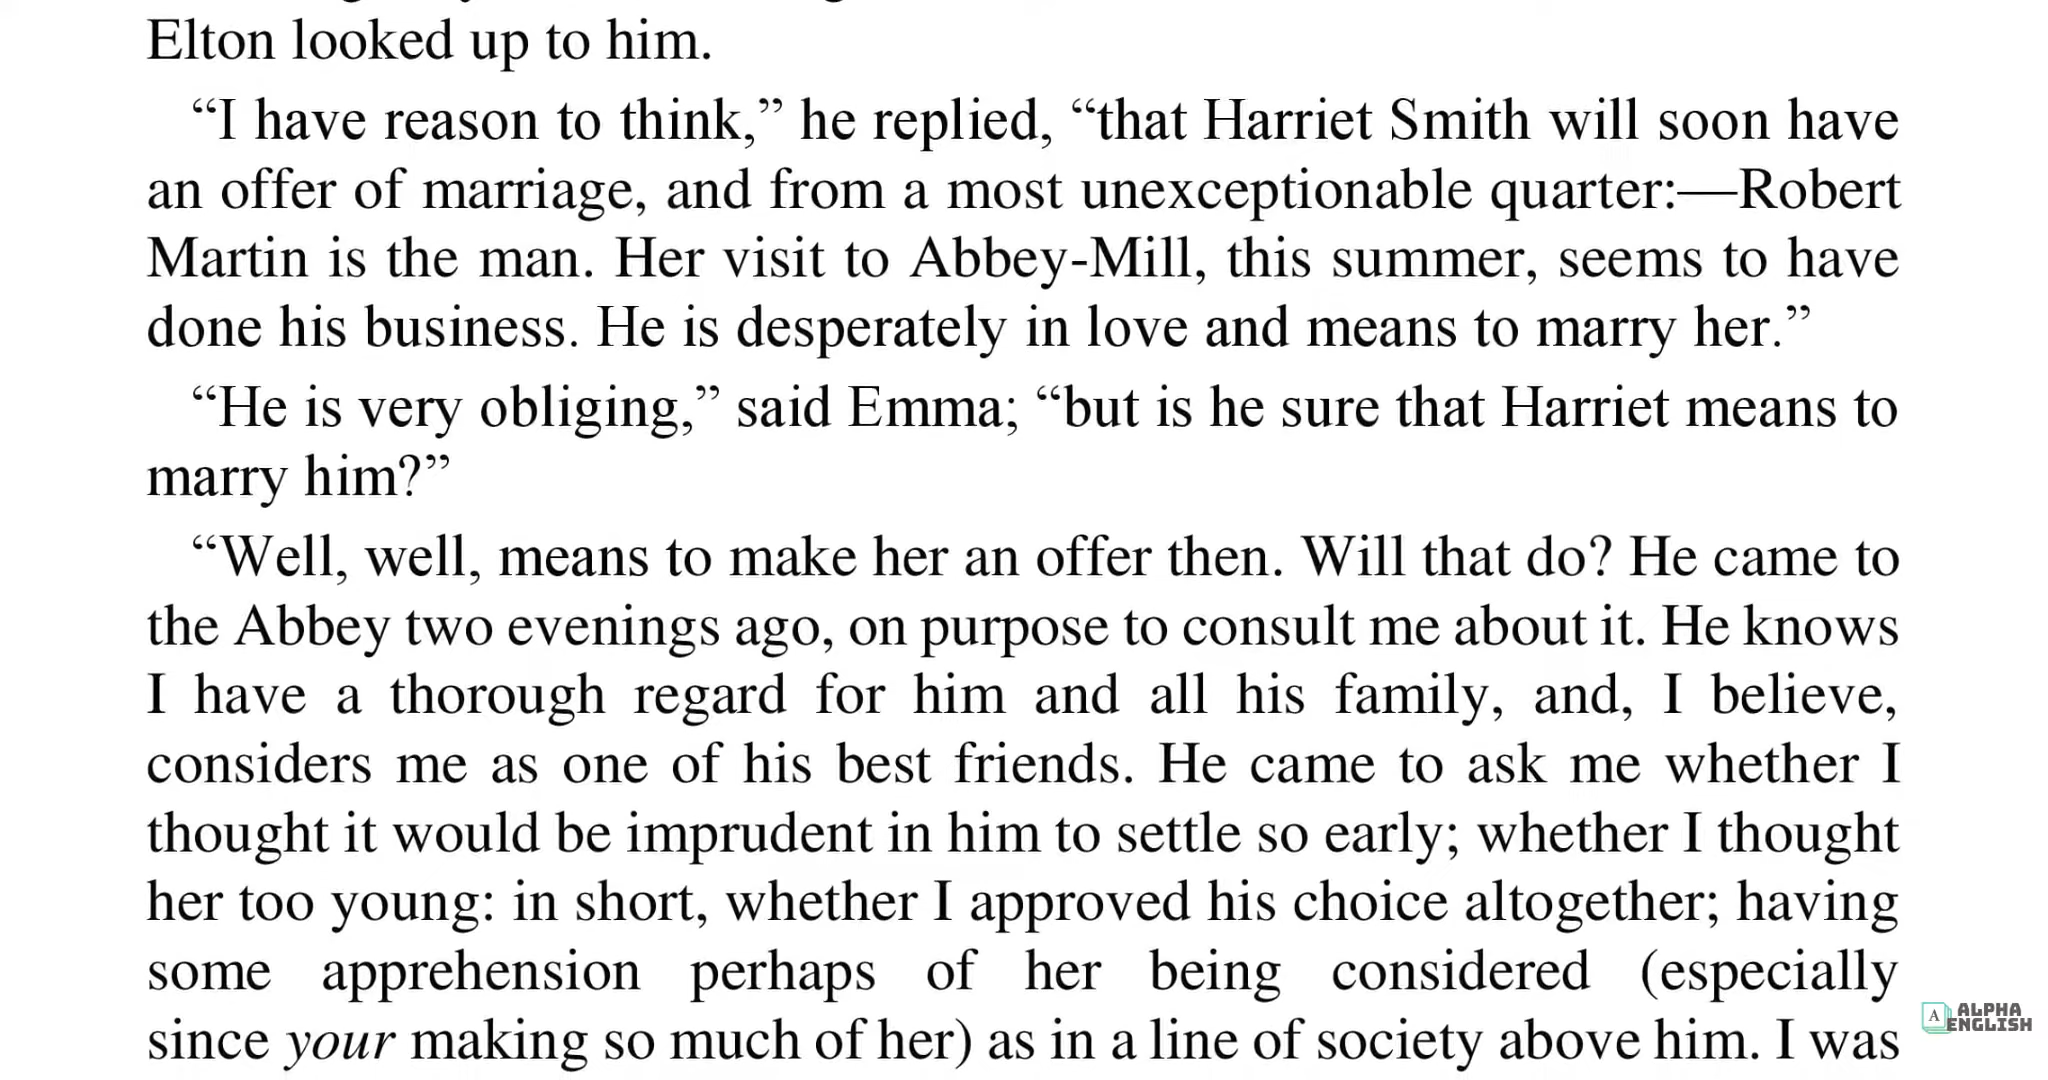 Elton looked up to him.
“I have reason to think,” he replied, “that Harriet Smith will soon have
an offer of marriage, and from a most unexceptionable quarter:—Robert
Martin is the man. Her visit to Abbey-Mill, this summer, seems to have
done his business. He is desperately in love and means to marry her.”
“He is very obliging,” said Emma; “but is he sure that Harriet means to
marry him?”
“Well, well, means to make her an offer then. Will that do? He came to
the Abbey two evenings ago, on purpose to consult me about it. He knows
I have a thorough regard for him and all his family, and, I believe,
considers me as one of his best friends. He came to ask me whether I
thought it would be imprudent in him to settle so early; whether I thought
her too young: in short, whether I approved his choice altogether; having
some apprehension perhaps of her being considered (especially
since your making so much of her) as in a line of society above him. I was
A ALPHA
ENGLISH